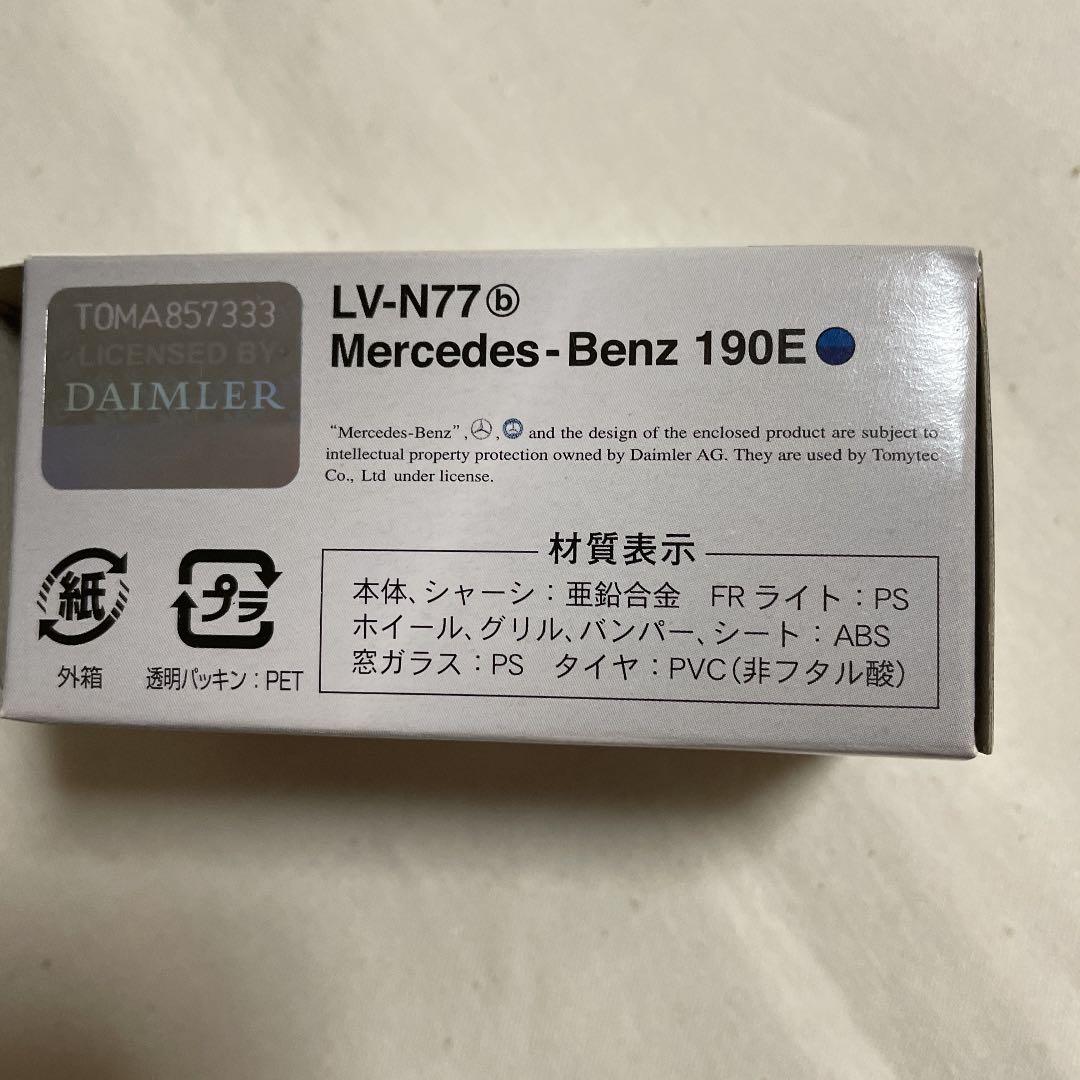 TOMA857333
LICENSED BY
DAIMLER
LV-N77ⓑ
Mercedes-Benz 190E
"Mercedes-Benz", , and the design of the enclosed product are subject to
intellectual property protection owned by Daimler AG. They are used by Tomytec
Co., Ltd under license.
紙
外箱
プラ
透明パッキン：PET
材質表示
本体、シャーシ：亜鉛合金 FRライト：PS
ホイール、グリル、バンパー、シート：ABS
窓ガラス：PS タイヤ：PVC（非フタル酸）